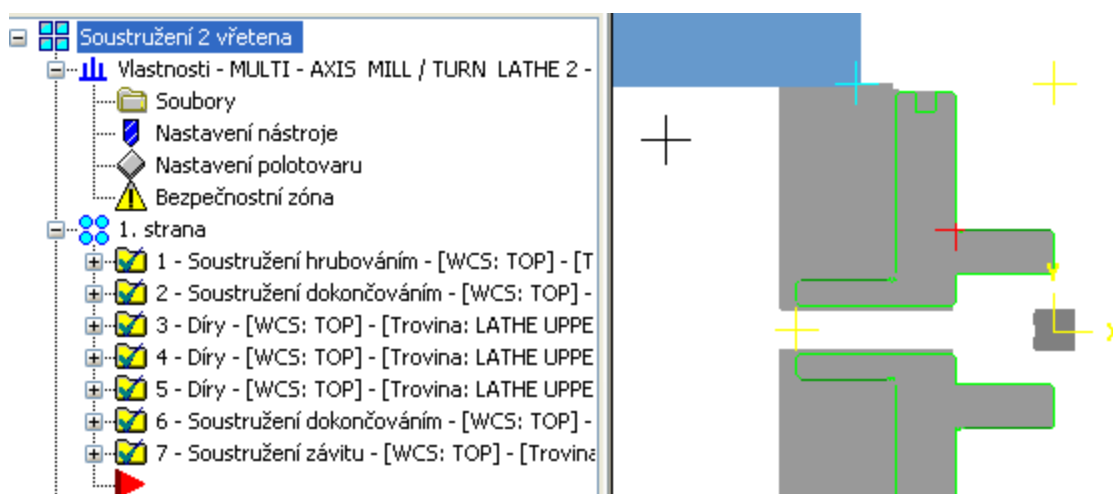 Soustružení 2 vřetena
Vlastnosti - MULTI - AXIS MILL / TURN LATHE 2 -
Soubory
Nastavení nástroje
Nastavení polotovaru
Bezpečnostní zóna
1. strana
1 - Soustružení hrubováním - [WCS: TOP] - [T
2 - Soustružení dokončováním - [WCS: TOP] -
3 - Díry - [WCS: TOP] - [Trovina: LATHE UPPE
4 - Díry - [WCS: TOP] - [Trovina: LATHE UPPE
5 - Díry - [WCS: TOP] - [Trovina: LATHE UPPE
6 - Soustružení dokončováním - [WCS: TOP] -
7 - Soustružení závitu - [WCS: TOP] - [Trovina
Y
X